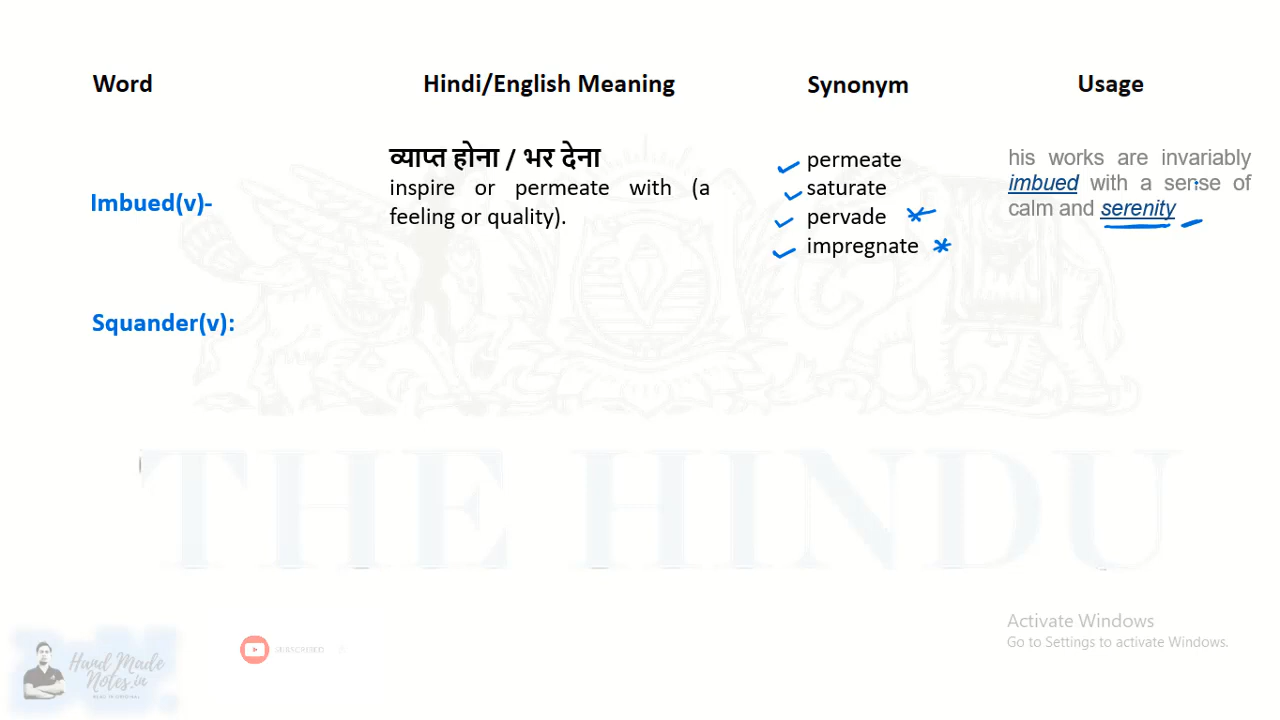 Word Hindi/English Meaning Synonym Usage
Imbued(v)-
व्याप्त होना / भर देना
inspire or permeate with (a
feeling or quality).
permeate
saturate
pervade
impregnate
his works are invariably
imbued with a sense of
calm and serenity
Squander(v):
THE HINDU
Hand Made
Notes.in
SUBSCRIBED
Activate Windows
Go to Settings to activate Windows.